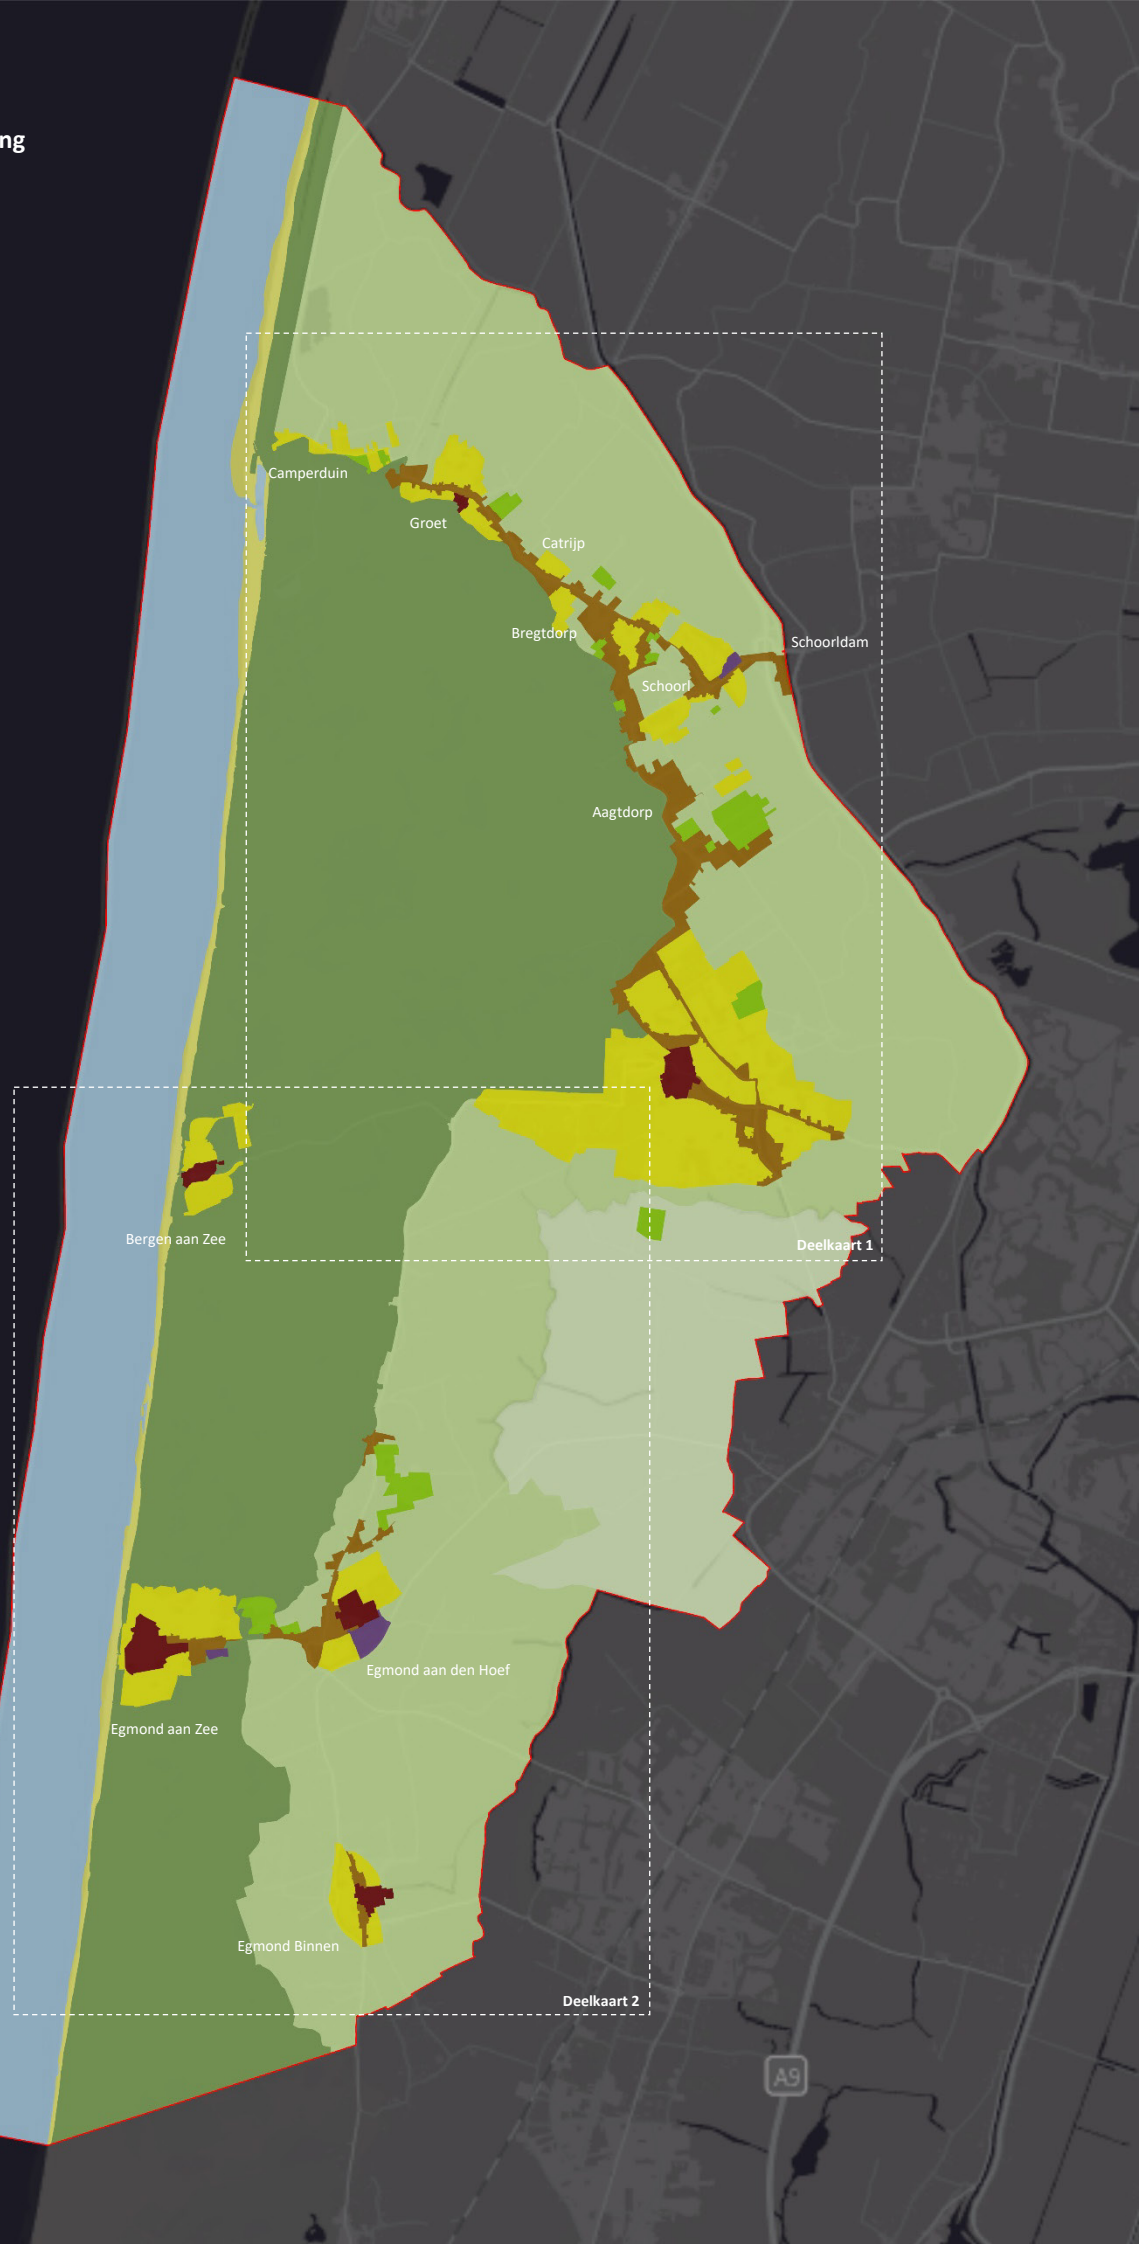 ng
Camperduin
Groet
Catrijp
Bregtdorp
Schoorldam
Schoorl
Aagtdorp
Bergen aan Zee
Deelkaart 1
Egmond aan den Hoef
Egmond aan Zee
Egmond Binnen
Deelkaart 2
A9